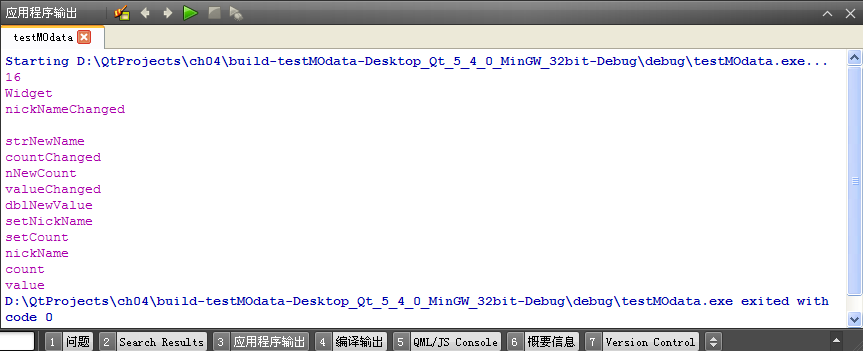 应用程序输出
testMOdata
Starting D:\QtProjects\ch04\build-testMOdata-Desktop_Qt_5_4_0_MinGW_32bit-Debug\debug\testMOdata.exe...
16
Widget
nickNameChanged
strNewName
countChanged
nNewCount
valueChanged
dblNewValue
setNickName
setCount
nickName
count
value
D:\QtProjects\ch04\build-testMOdata-Desktop_Qt_5_4_0_MinGW_32bit-Debug\debug\testMOdata.exe exited with
code 0
1 问题 2 Search Results 3 应用程序输出 4 编译输出 5 QML/JS Console 6 概要信息 7 Version Control